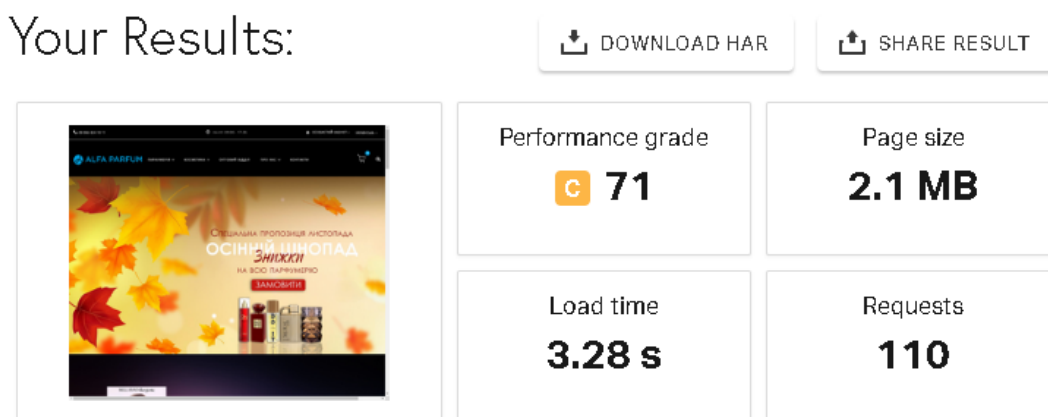 Your Results:
DOWNLOAD HAR
SHARE RESULT
ALFA PARFUM
СПЕЦІАЛЬНА ПРОПОЗИЦІЯ ЛИСТОПАДА
ОСІННІЙ ЦІНОПАД
Знижки
НА ВСЮ ПАРФУМЕРІЮ
ЗАМОВИТИ
Performance grade
C 71
Page size
2.1 MB
Load time
3.28 s
Requests
110